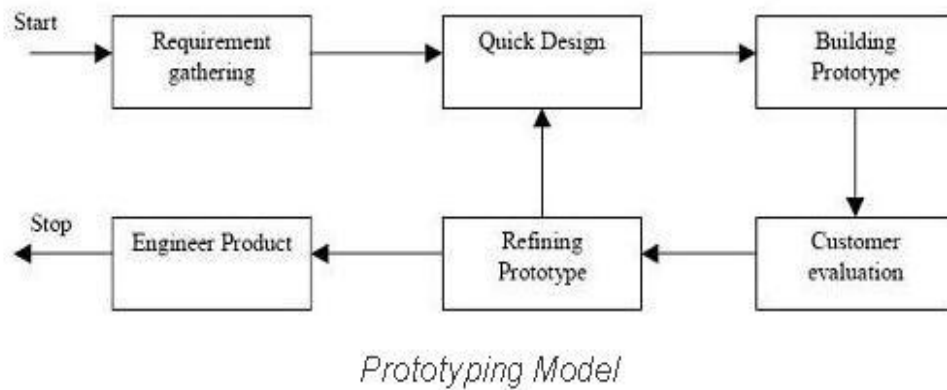 Start
Requirement
gathering
Quick Design
Building
Prototype
Stop
Engineer Product
Refining
Prototype
Customer
evaluation
Prototyping Model